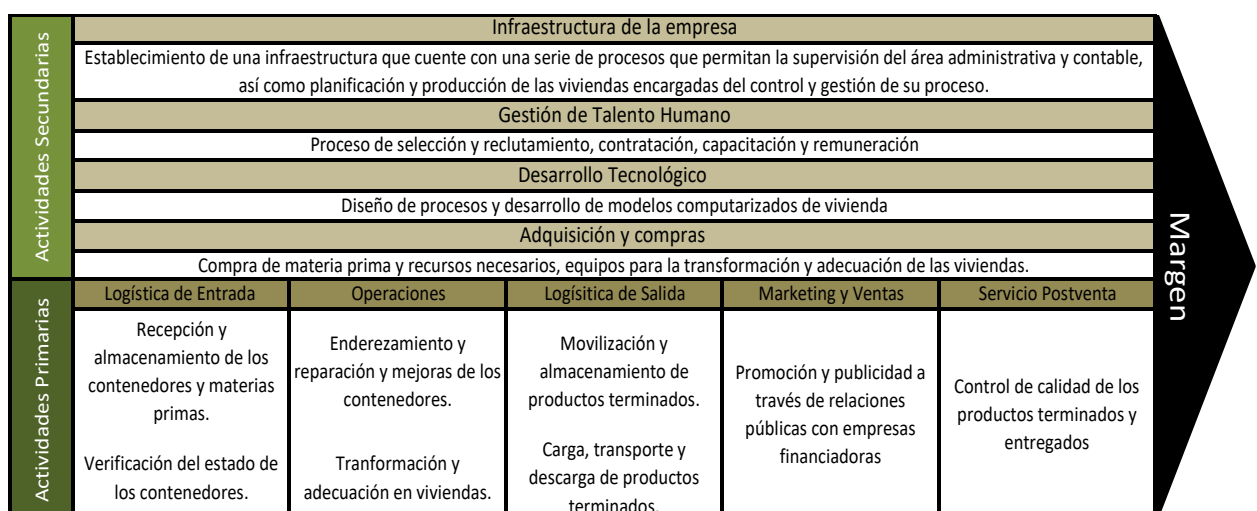 Actividades Secundarias
Infraestructura de la empresa
Establecimiento de una infraestructura que cuente con una serie de procesos que permitan la supervisión del área administrativa y contable,
así como planificación y producción de las viviendas encargadas del control y gestión de su proceso.
Gestión de Talento Humano
Proceso de selección y reclutamiento, contratación, capacitación y remuneración
Desarrollo Tecnológico
Diseño de procesos y desarrollo de modelos computarizados de vivienda
Adquisición y compras
Compra de materia prima y recursos necesarios, equipos para la transformación y adecuación de las viviendas.
Actividades Primarias
Logística de Entrada
Recepción y
almacenamiento de los
contenedores y materias
primas.
Verificación del estado de
los contenedores.
Operaciones
Enderezamiento y
reparación y mejoras de los
contenedores.
Tranformación y
adecuación en viviendas.
Logísitica de Salida
Movilización y
almacenamiento de
productos terminados.
Carga, transporte y
descarga de productos
terminados.
Marketing y Ventas
Promoción y publicidad a
través de relaciones
públicas con empresas
financiadoras
Servicio Postventa
Control de calidad de los
productos terminados y
entregados
Margen